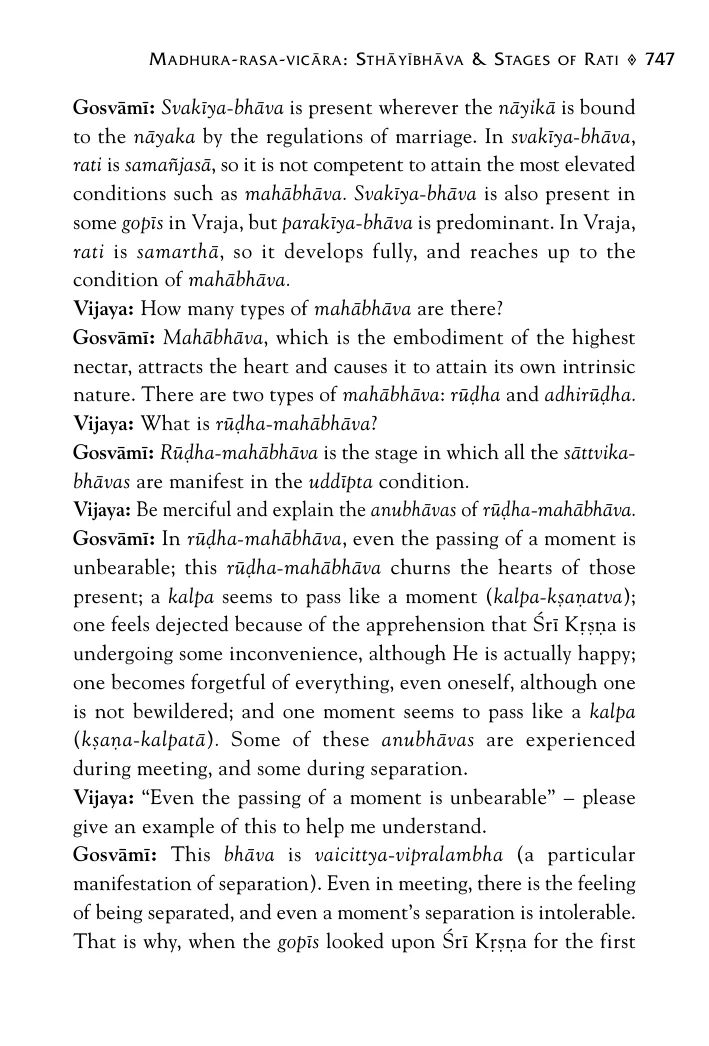 MADHURA-RASA-VICĀRA: STHĀYĪBHĀVA & STAGES OF RATI ◊ 747
Gosvāmī: Svakīya-bhāva is present wherever the nāyikā is bound
to the nāyaka by the regulations of marriage. In svakīya-bhāva,
rati is samañjasā, so it is not competent to attain the most elevated
conditions such as mahābhāva. Svakīya-bhāva is also present in
some gopīs in Vraja, but parakīya-bhāva is predominant. In Vraja,
rati is samarthā, so it develops fully, and reaches up to the
condition of mahābhāva.
Vijaya: How many types of mahābhāva are there?
Gosvāmī: Mahābhāva, which is the embodiment of the highest
nectar, attracts the heart and causes it to attain its own intrinsic
nature. There are two types of mahābhāva: rūḍha and adhirūḍha.
Vijaya: What is rūḍha-mahābhāva?
Gosvāmī: Rūḍha-mahābhāva is the stage in which all the sāttvika-
bhāvas are manifest in the uddīpta condition.
Vijaya: Be merciful and explain the anubhāvas of rūḍha-mahābhāva.
Gosvāmī: In rūḍha-mahābhāva, even the passing of a moment is
unbearable; this rūḍha-mahābhāva churns the hearts of those
present; a kalpa seems to pass like a moment (kalpa-kṣaṇatva);
one feels dejected because of the apprehension that Śrī Kṛṣṇa is
undergoing some inconvenience, although He is actually happy;
one becomes forgetful of everything, even oneself, although one
is not bewildered; and one moment seems to pass like a kalpa
(kṣaṇa-kalpatā). Some of these anubhāvas are experienced
during meeting, and some during separation.
Vijaya: “Even the passing of a moment is unbearable” – please
give an example of this to help me understand.
Gosvāmī: This bhāva is vaicittya-vipralambha (a particular
manifestation of separation). Even in meeting, there is the feeling
of being separated, and even a moment’s separation is intolerable.
That is why, when the gopīs looked upon Śrī Kṛṣṇa for the first